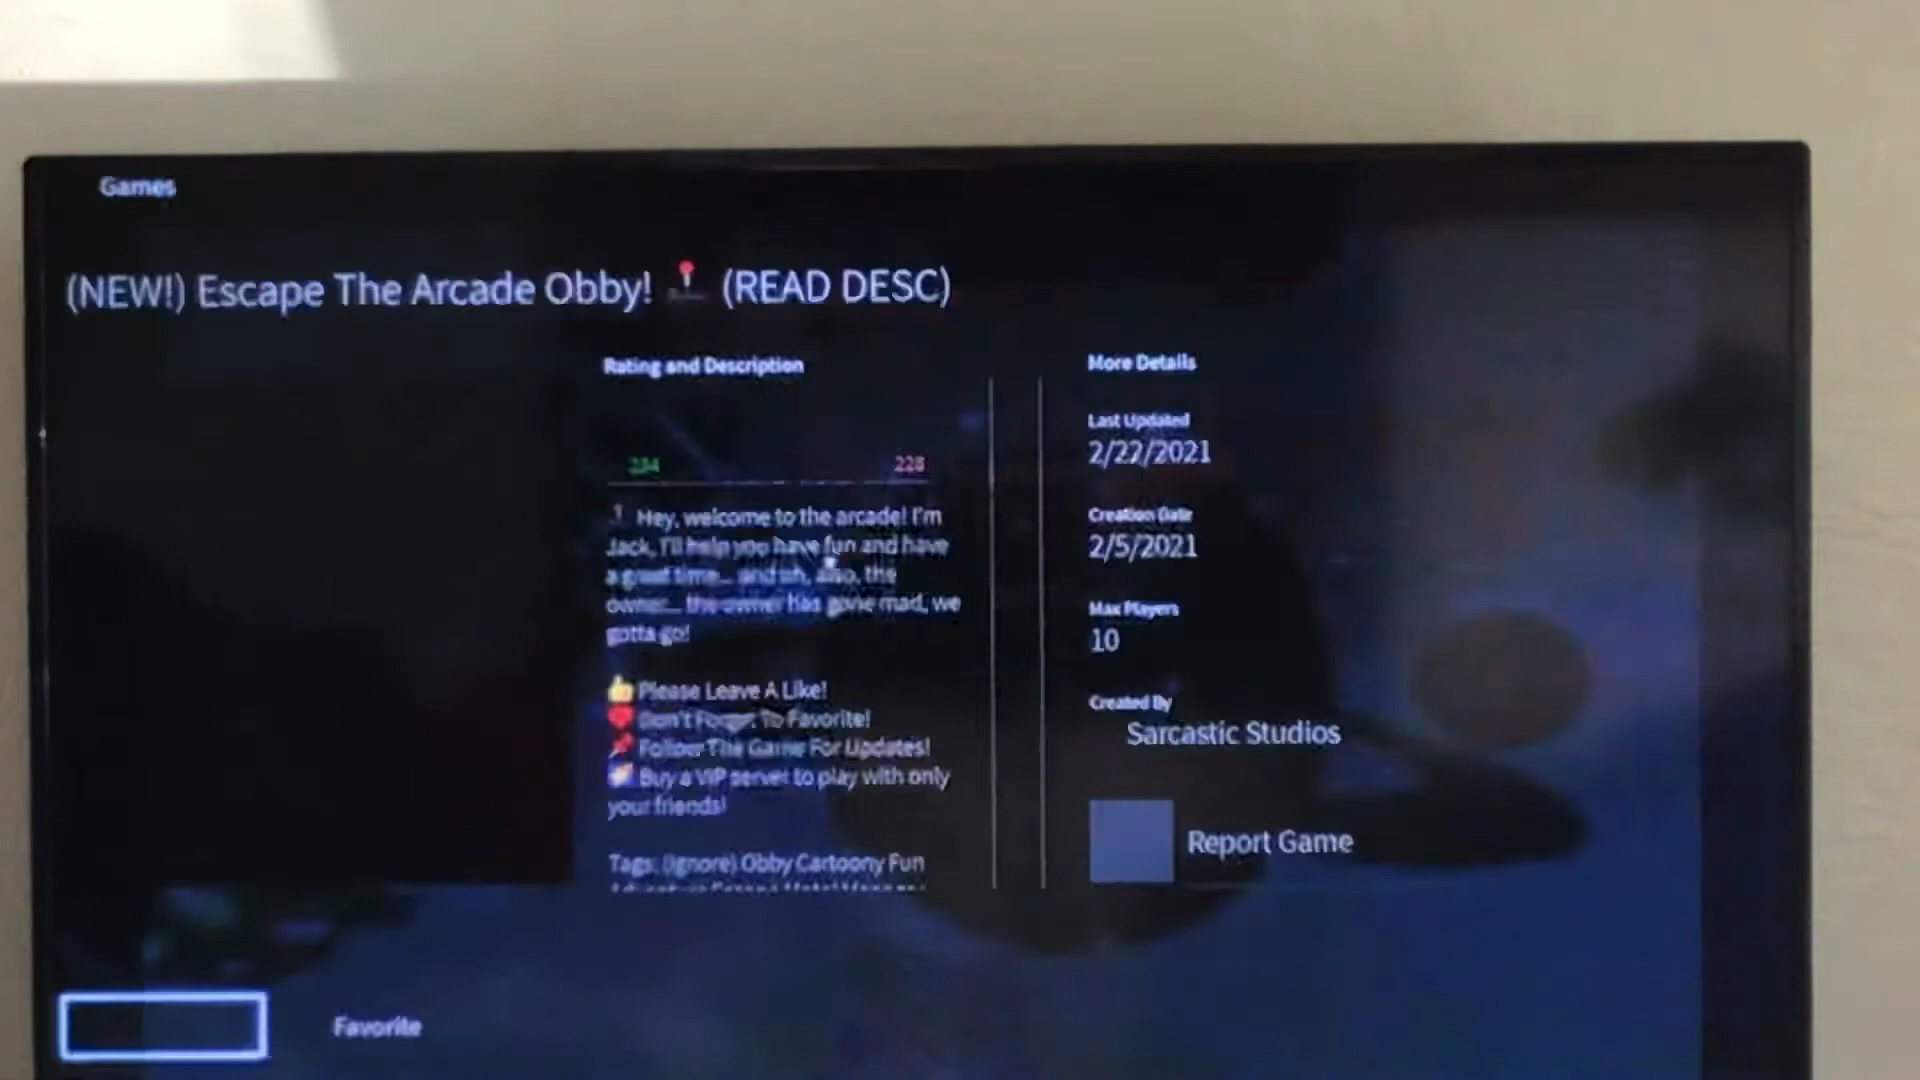 Games
(NEW!) Escape The Arcade Obby! 🕹 (READ DESC)
Rating and Description
228
🕹 Hey, welcome to the arcade! I'm
Jack, I'll help you have fun and have
a great time... and oh, also, the
owner... the owner has gone mad, we
gotta go!
👍 Please Leave A Like!
❤ Don't Forget To Favorite!
📌 Follow The Game For Updates!
Buy a VIP server to play with only
your friends!
Tags: (Ignore) Obby Cartoony Fun
More Details
Last Updated
2/22/2021
Creation Date
2/5/2021
Max Players
10
Created By
Sarcastic Studios
Report Game
Favorite